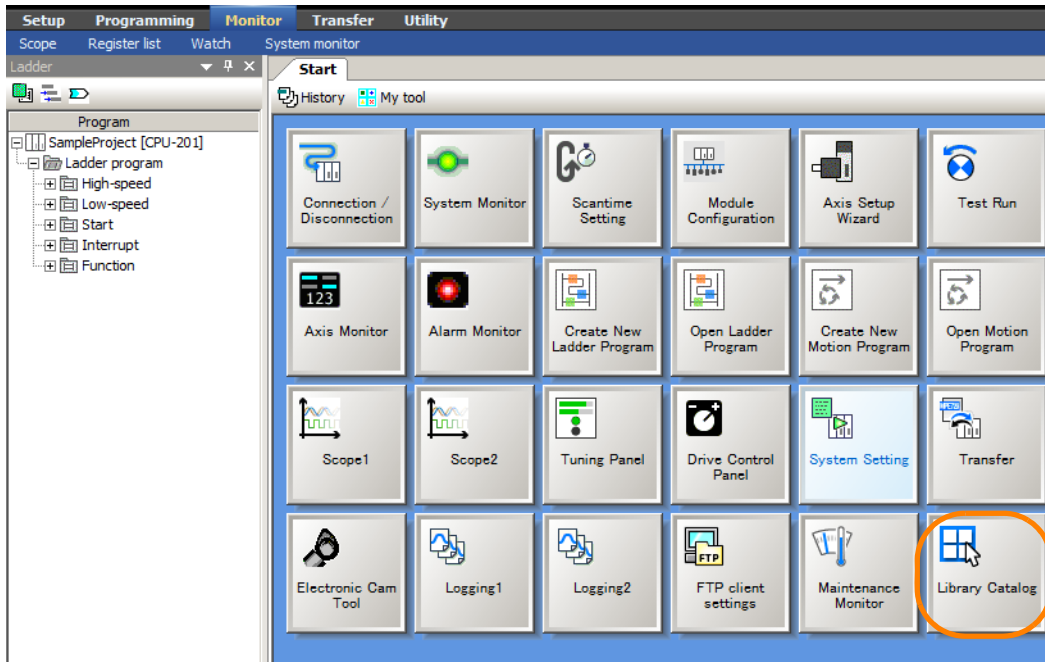 Setup Programming Monitor Transfer Utility
Scope Register list Watch System monitor
Ladder
Start
History My tool
Program
SampleProject [CPU-201]
Ladder program
High-speed
Low-speed
Start
Interrupt
Function
Connection /
Disconnection
System Monitor
Scantime
Setting
Module
Configuration
Axis Setup
Wizard
Test Run
123
Axis Monitor
Alarm Monitor
Create New
Ladder Program
Open Ladder
Program
Create New
Motion Program
Open Motion
Program
Scope1
Scope2
Tuning Panel
Drive Control
Panel
System Setting
Transfer
Electronic Cam
Tool
Logging1
Logging2
FTP
FTP client
settings
Maintenance
Monitor
Library Catalog